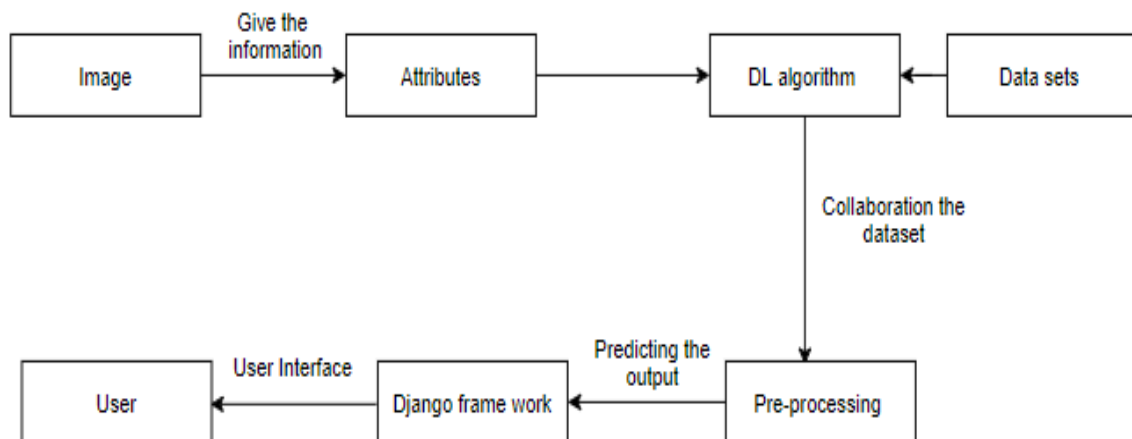 Give the
information
Image
Attributes
DL algorithm
Data sets
Collaboration the
dataset
User Interface
Predicting the
output
User
Django frame work
Pre-processing